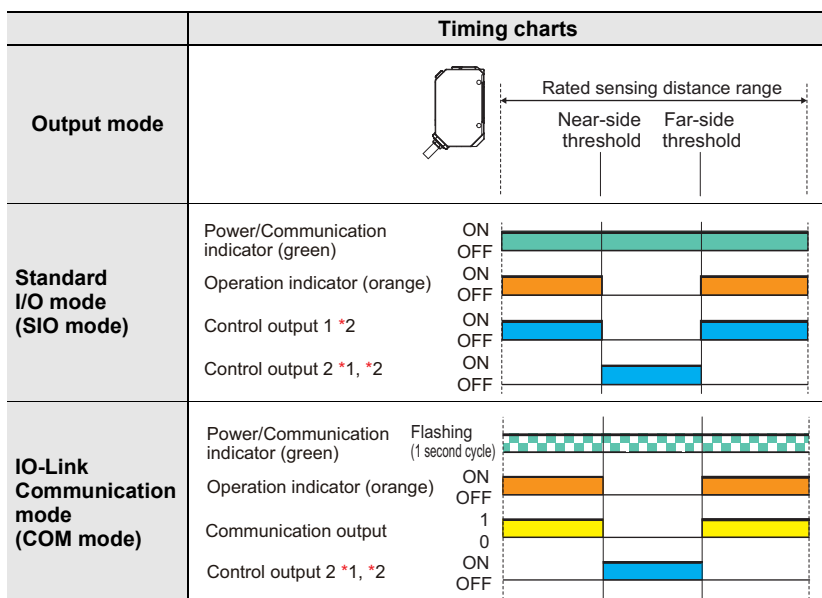 Timing charts
Output mode
Rated sensing distance range
Near-side
threshold
Far-side
threshold
Standard
I/O mode
(SIO mode)
Power/Communication
indicator (green)
ON
OFF
Operation indicator (orange)
ON
OFF
Control output 1 *2
ON
OFF
Control output 2 *1, *2
ON
OFF
IO-Link
Communication
mode
(COM mode)
Power/Communication
indicator (green)
Flashing
(1 second cycle)
Operation indicator (orange)
ON
OFF
Communication output
1
0
Control output 2 *1, *2
ON
OFF